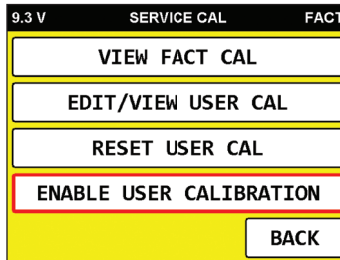 9.3 V SERVICE CAL FACT
VIEW FACT CAL
EDIT/VIEW USER CAL
RESET USER CAL
ENABLE USER CALIBRATION
BACK